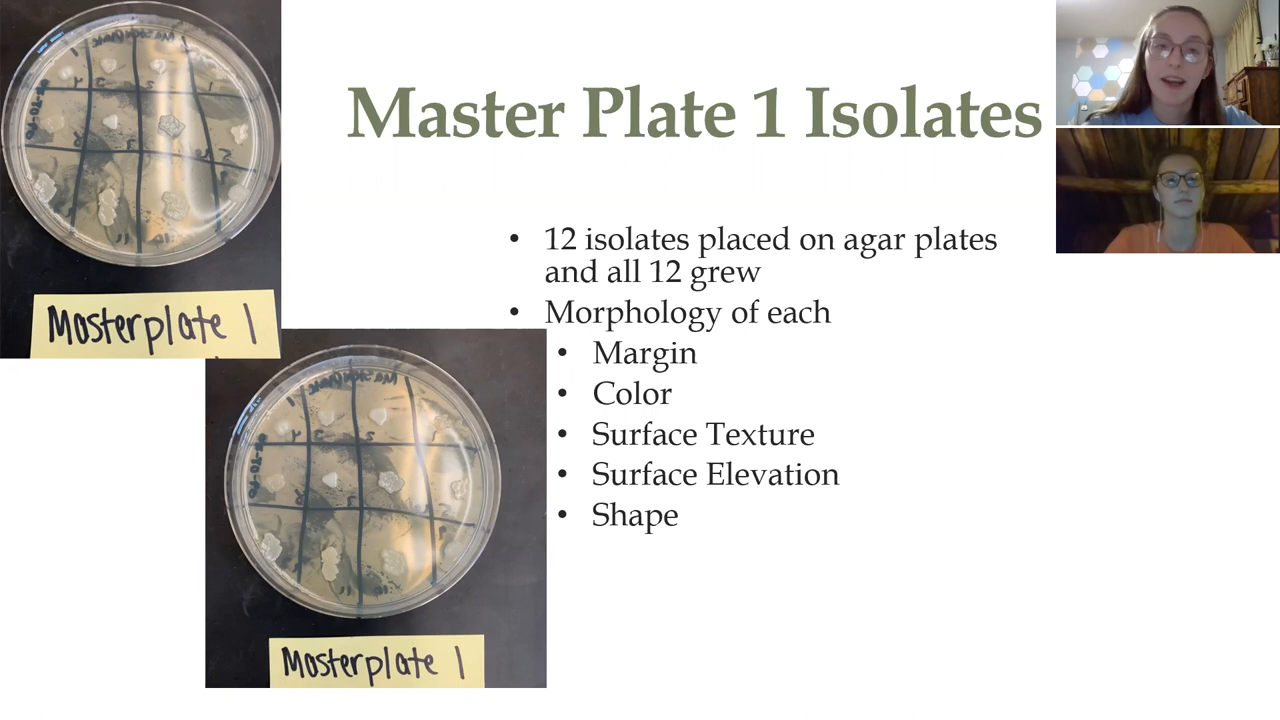 Master Plate 1 Isolates
• 12 isolates placed on agar plates
and all 12 grew
• Morphology of each
• Margin
• Color
• Surface Texture
• Surface Elevation
• Shape
Masterplate 1
Masterplate 1